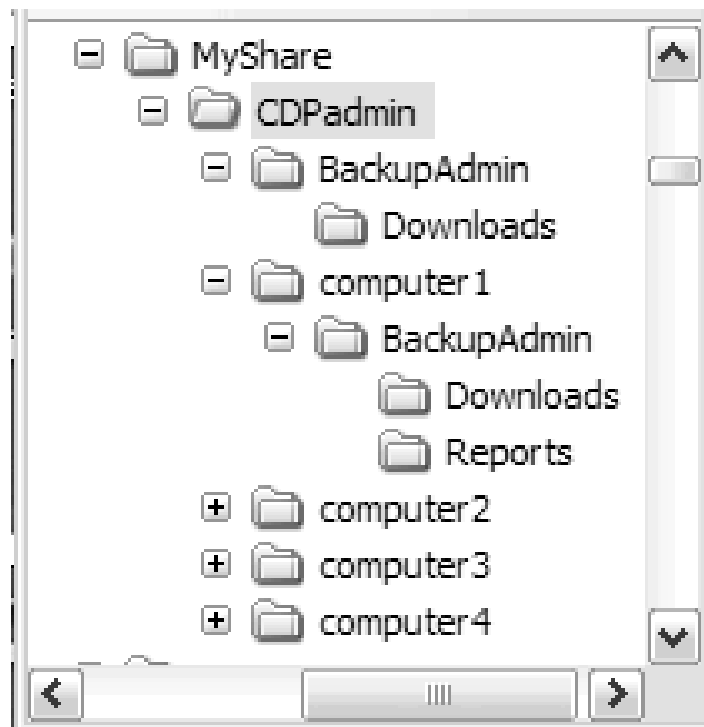 MyShare
CDPadmin
BackupAdmin
Downloads
computer1
BackupAdmin
Downloads
Reports
computer2
computer3
computer4